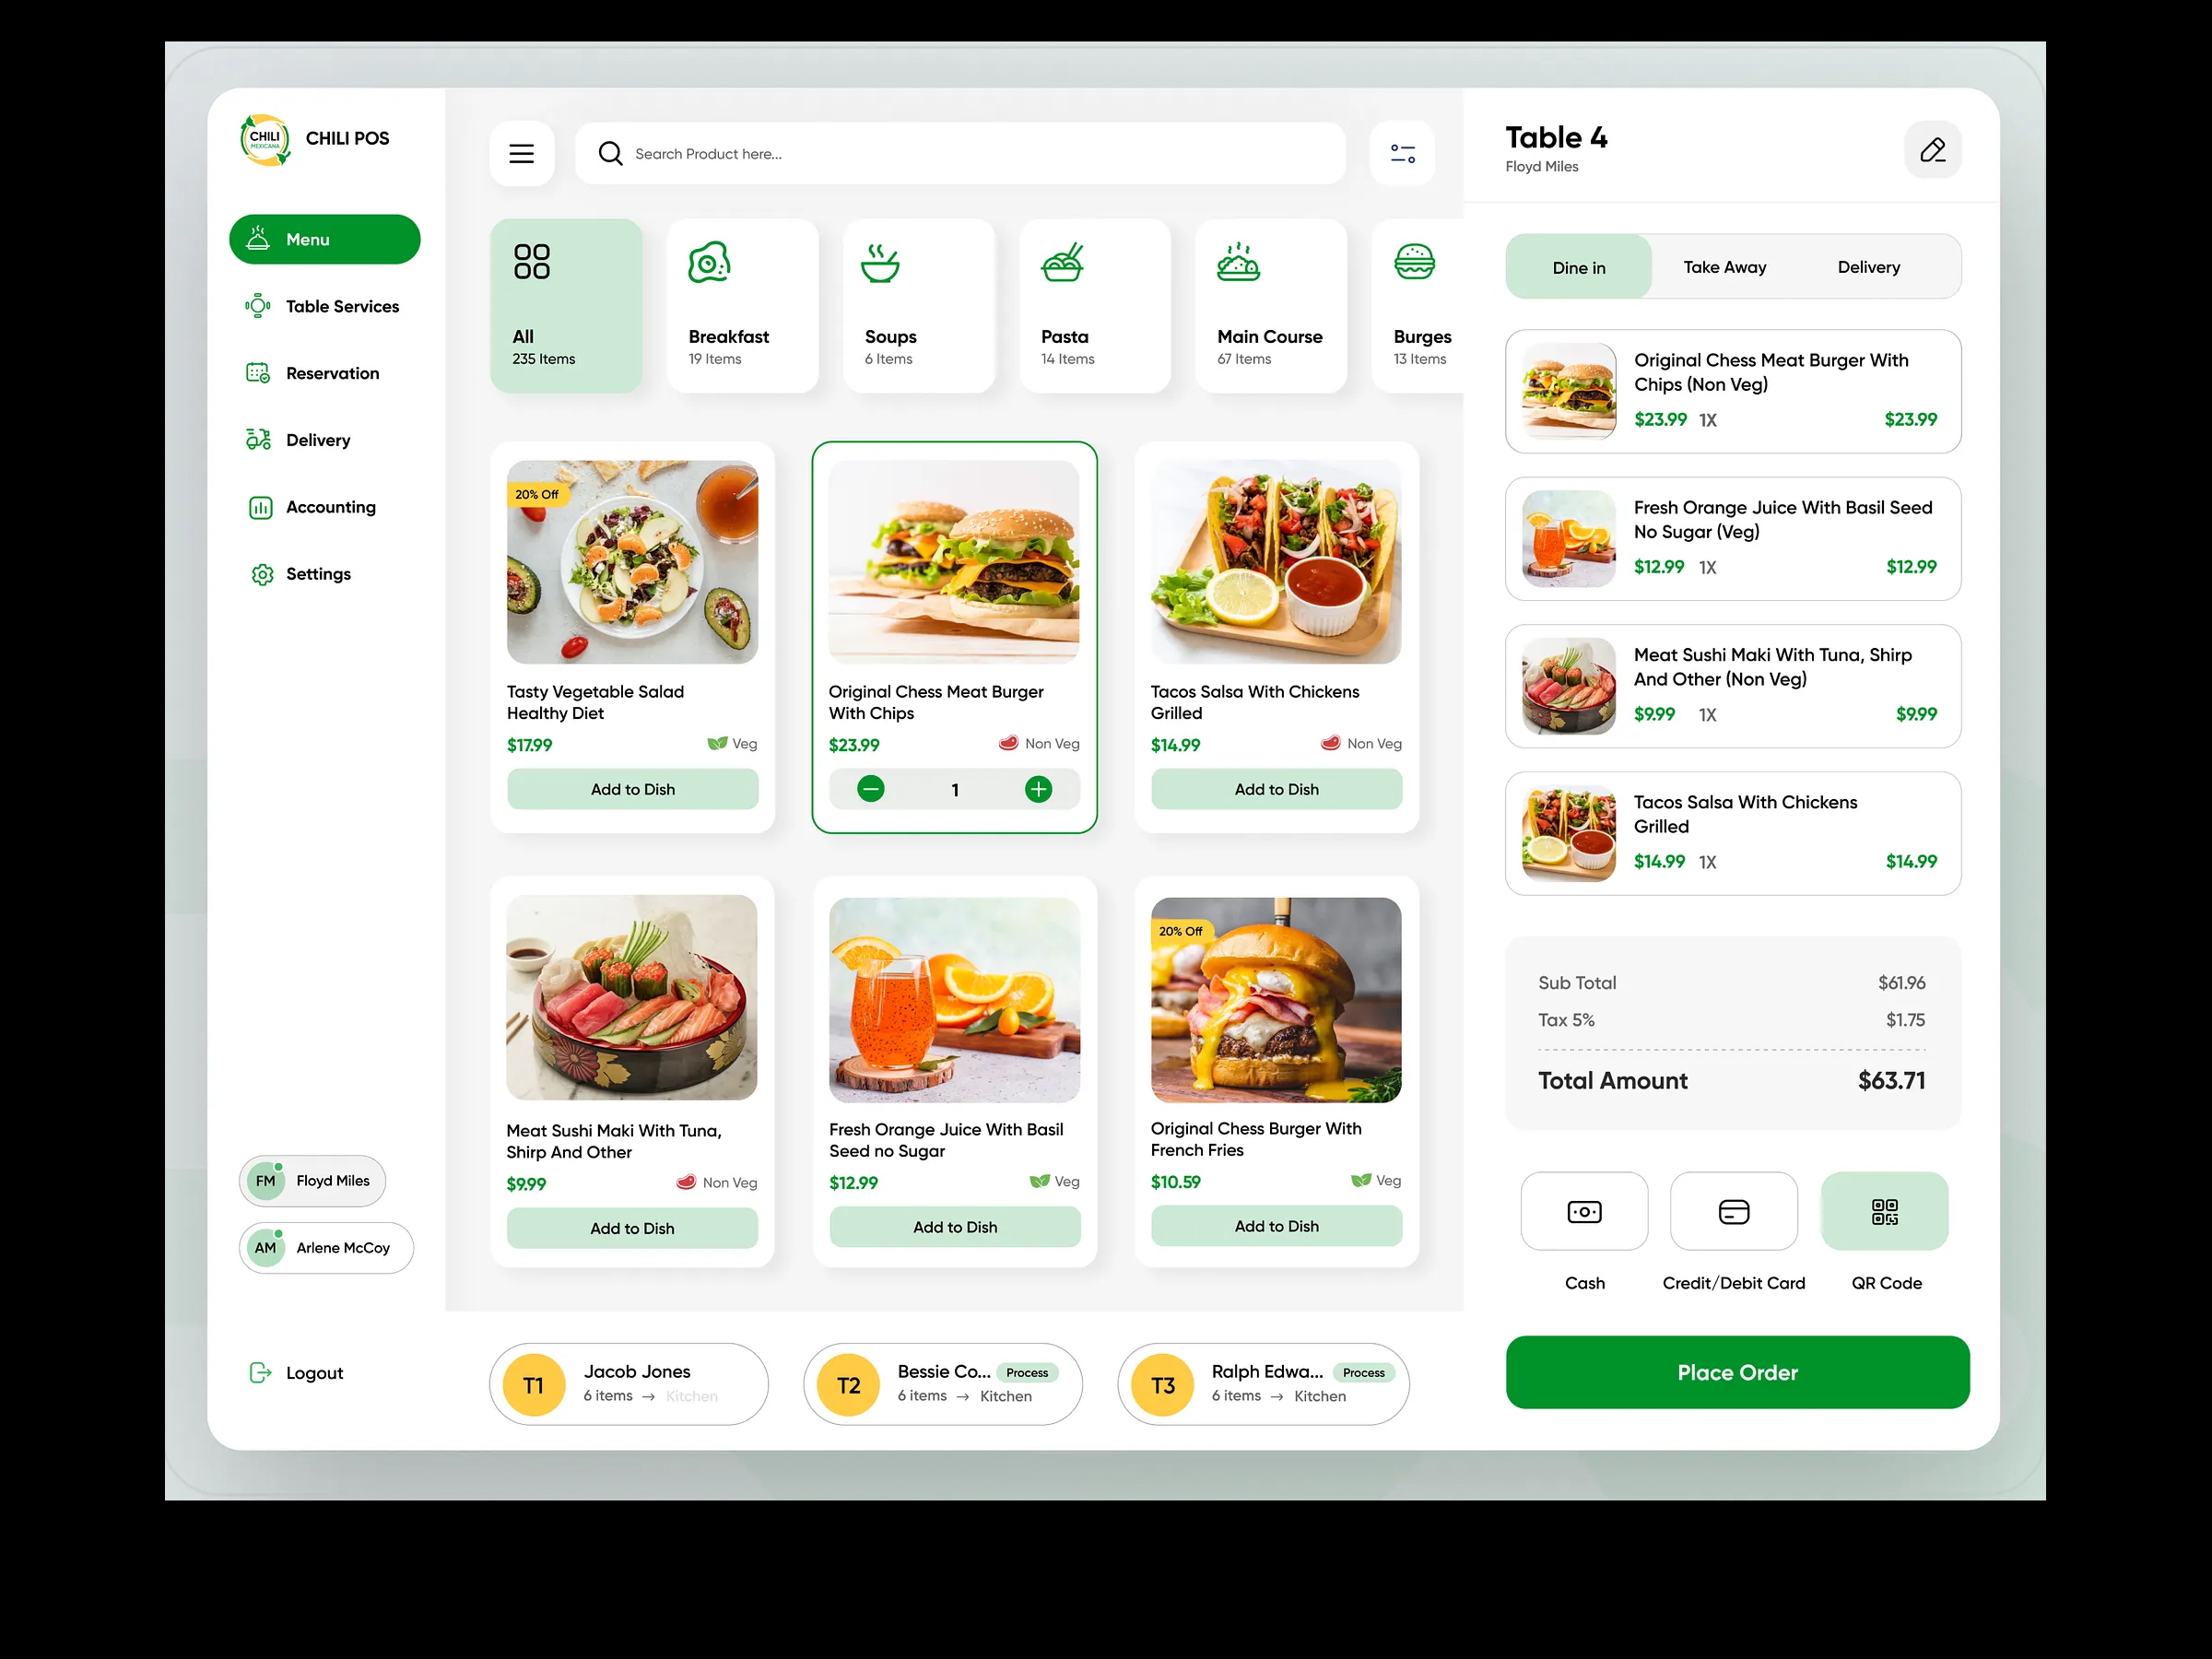 CHILI
MEXICANA
CHILI POS
Menu
Table Services
Reservation
Delivery
Accounting
Settings
FM Floyd Miles
AM Arlene McCoy
Logout
Search Product here...
All
235 Items
Breakfast
19 Items
Soups
6 Items
Pasta
14 Items
Main Course
67 Items
Burges
13 Items
20% Off
Tasty Vegetable Salad
Healthy Diet
$17.99 Veg
Add to Dish
Original Chess Meat Burger
With Chips
$23.99 Non Veg
1
Tacos Salsa With Chickens
Grilled
$14.99 Non Veg
Add to Dish
Meat Sushi Maki With Tuna,
Shirp And Other
$9.99 Non Veg
Add to Dish
Fresh Orange Juice With Basil
Seed no Sugar
$12.99 Veg
Add to Dish
20% Off
Original Chess Burger With
French Fries
$10.59 Veg
Add to Dish
T1 Jacob Jones
6 items → Kitchen
T2 Bessie Co... Process
6 items → Kitchen
T3 Ralph Edwa... Process
6 items → Kitchen
Table 4
Floyd Miles
Dine in Take Away Delivery
Original Chess Meat Burger With
Chips (Non Veg)
$23.99 1X $23.99
Fresh Orange Juice With Basil Seed
No Sugar (Veg)
$12.99 1X $12.99
Meat Sushi Maki With Tuna, Shirp
And Other (Non Veg)
$9.99 1X $9.99
Tacos Salsa With Chickens
Grilled
$14.99 1X $14.99
Sub Total $61.96
Tax 5% $1.75
Total Amount $63.71
Cash Credit/Debit Card QR Code
Place Order